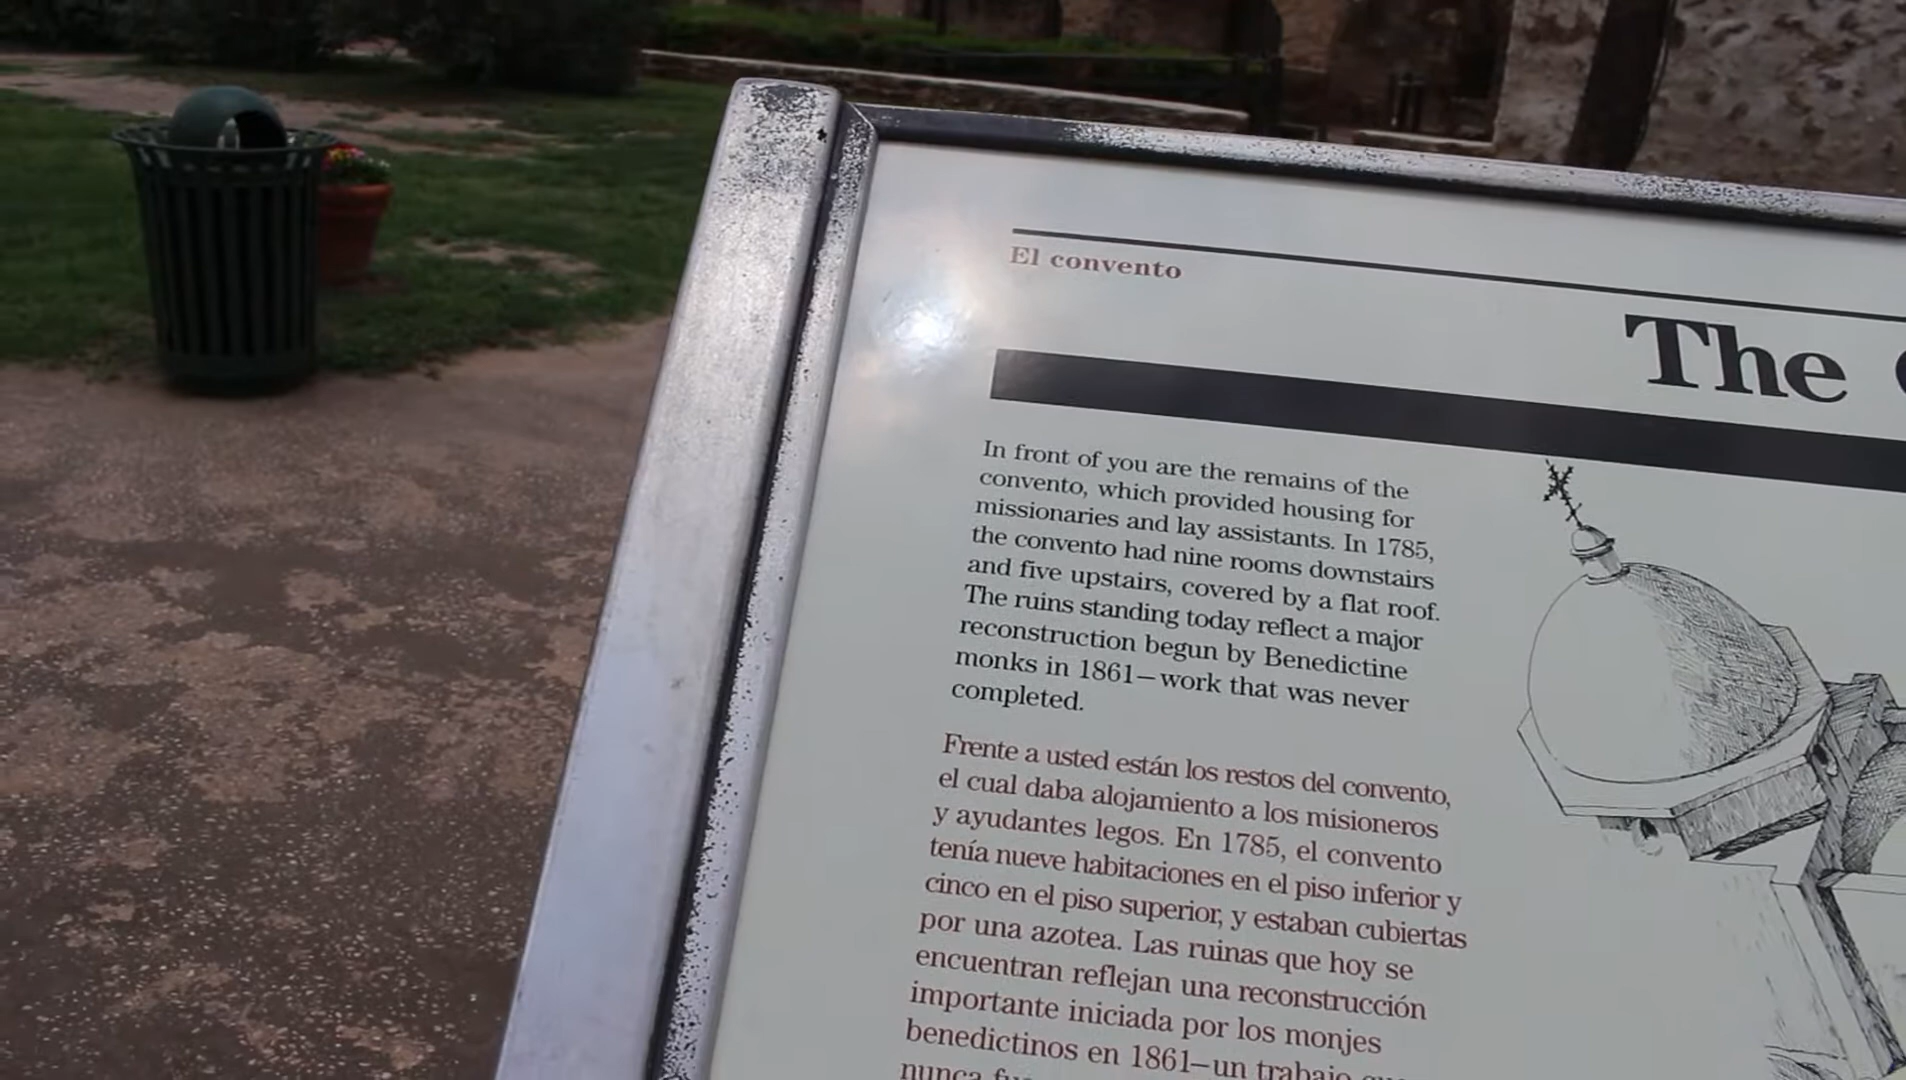 El convento
The
In front of you are the remains of the
convento, which provided housing for
missionaries and lay assistants. In 1785,
the convento had nine rooms downstairs
and five upstairs, covered by a flat roof.
The ruins standing today reflect a major
reconstruction begun by Benedictine
monks in 1861—work that was never
completed.
Frente a usted están los restos del convento,
el cual daba alojamiento a los misioneros
y ayudantes legos. En 1785, el convento
tenía nueve habitaciones en el piso inferior y
cinco en el piso superior, y estaban cubiertas
por una azotea. Las ruinas que hoy se
encuentran reflejan una reconstrucción
importante iniciada por los monjes
benedictinos en 1861—un trabajo
nunca